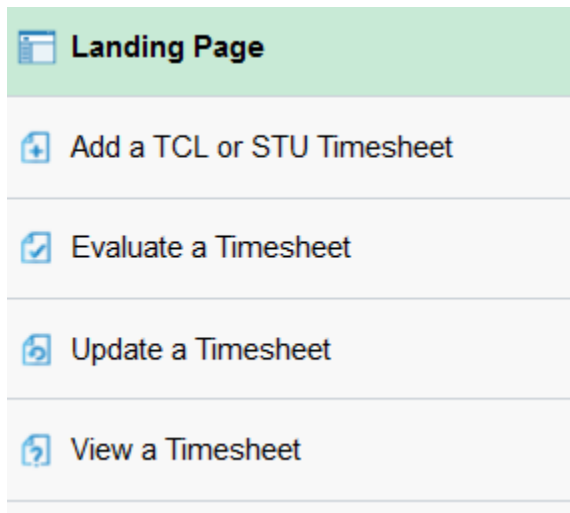 Landing Page
Add a TCL or STU Timesheet
Evaluate a Timesheet
Update a Timesheet
View a Timesheet